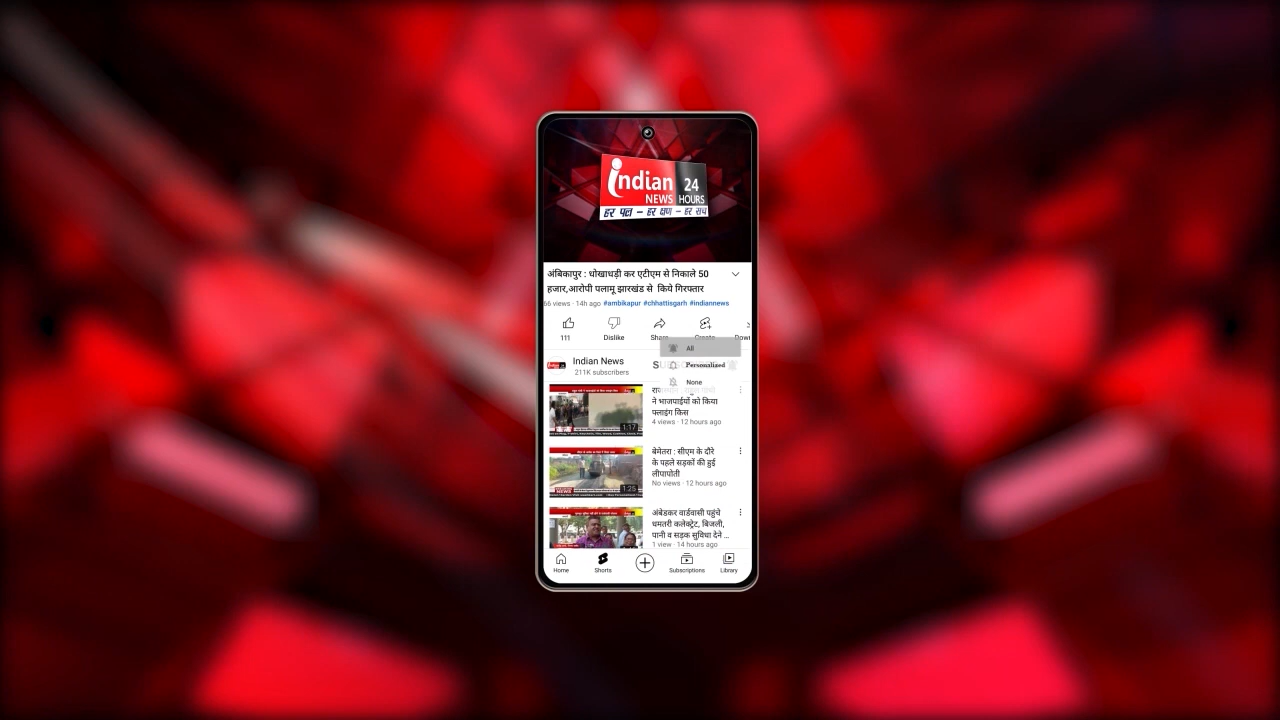 indian
NEWS
24
HOURS
हर पल – हर क्षण – हर सच
अंबिकापुर : धोखाधड़ी कर एटीएम से निकाले 50
हजार,आरोपी पलामू झारखंड से किये गिरफ्तार
66 views · 14h ago #ambikapur #chhattisgarh #indiannews
111
Dislike
Share
Create
All
Indian News
211K subscribers
Personalized
None
ने भाजपाईयों को किया
फ्लाइंग किस
4 views · 12 hours ago
1:17
बेमेतरा : सीएम के दौरे
के पहले सड़कों की हुई
लीपापोती
No views · 12 hours ago
1:25
अंबेडकर वार्डवासी पहुंचे
धमतरी कलेक्ट्रेट, बिजली,
पानी व सड़क सुविधा देने ...
1 view · 14 hours ago
Home
Shorts
Subscriptions
Library